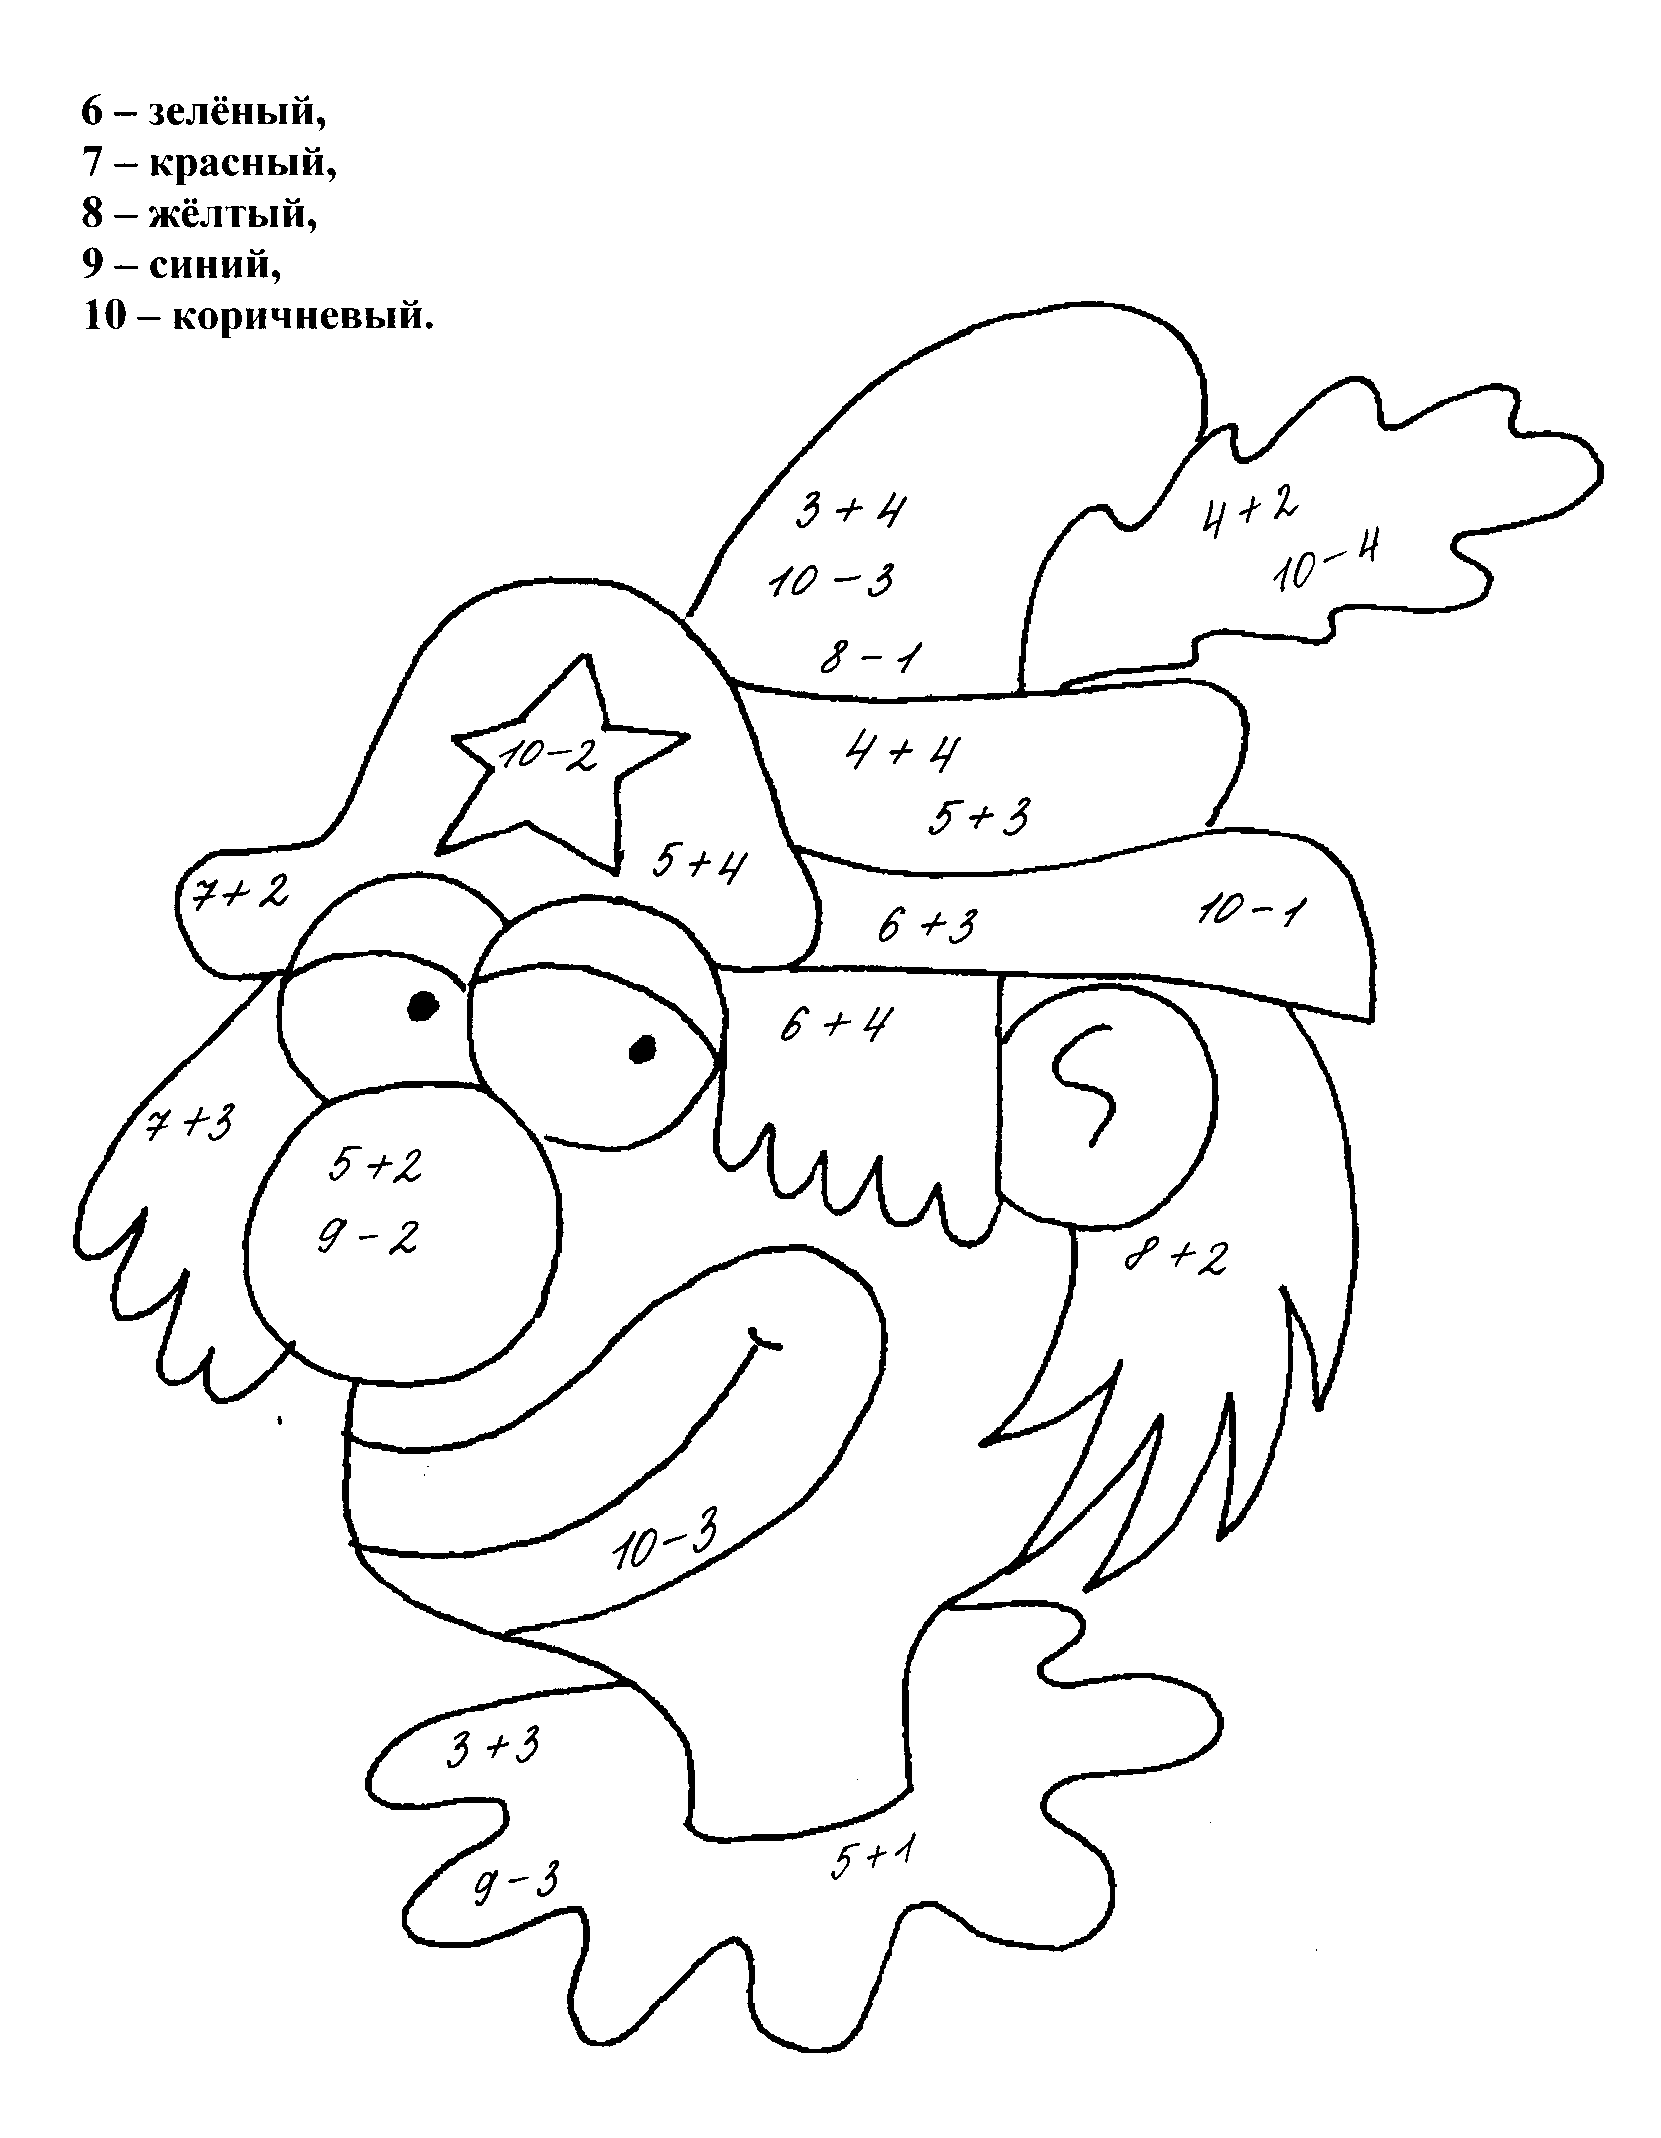 6 – зелёный,
7 – красный,
8 – жёлтый,
9 – синий,
10 – коричневый.
3 + 4
10 – 3
8 – 1
4 + 2
10 – 4
10 – 2
4 + 4
5 + 3
5 + 4
7 + 2
6 + 3
10 – 1
6 + 4
7 + 3
5 + 2
9 – 2
8 + 2
10 – 3
3 + 3
9 – 3
5 + 1